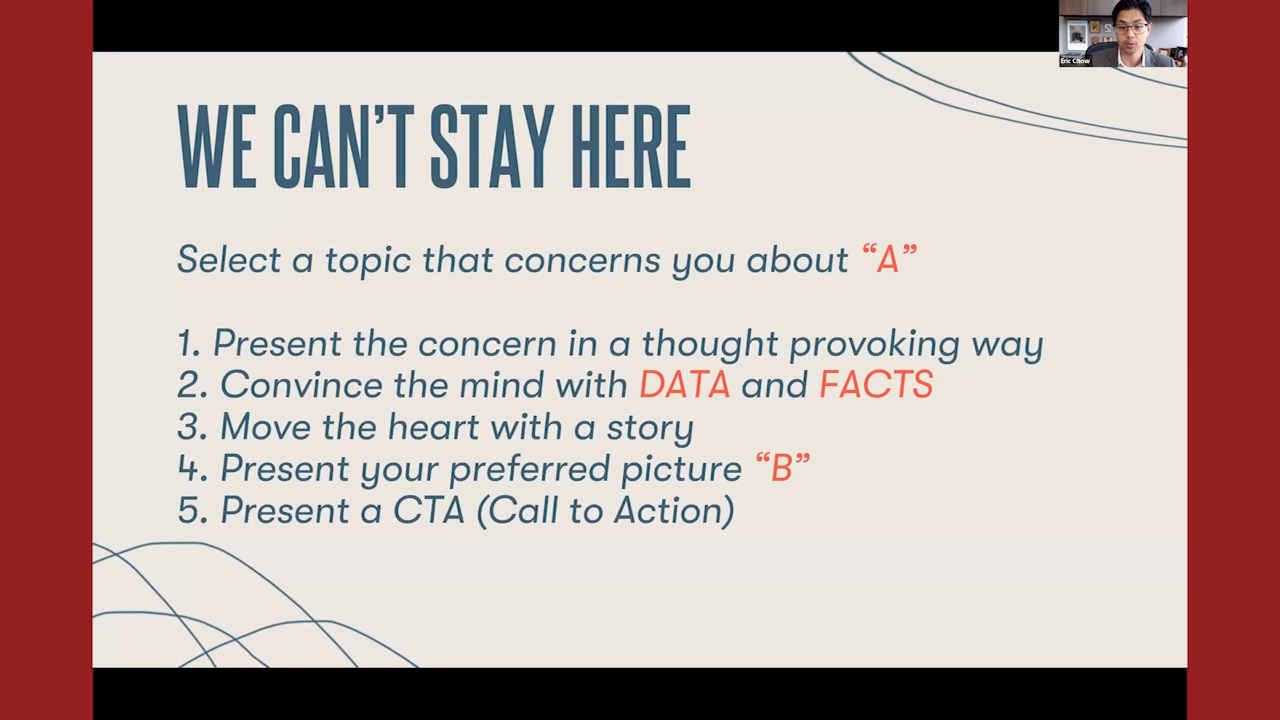 Eric Chow
WE CAN’T STAY HERE
Select a topic that concerns you about “A”
1. Present the concern in a thought provoking way
2. Convince the mind with DATA and FACTS
3. Move the heart with a story
4. Present your preferred picture “B”
5. Present a CTA (Call to Action)